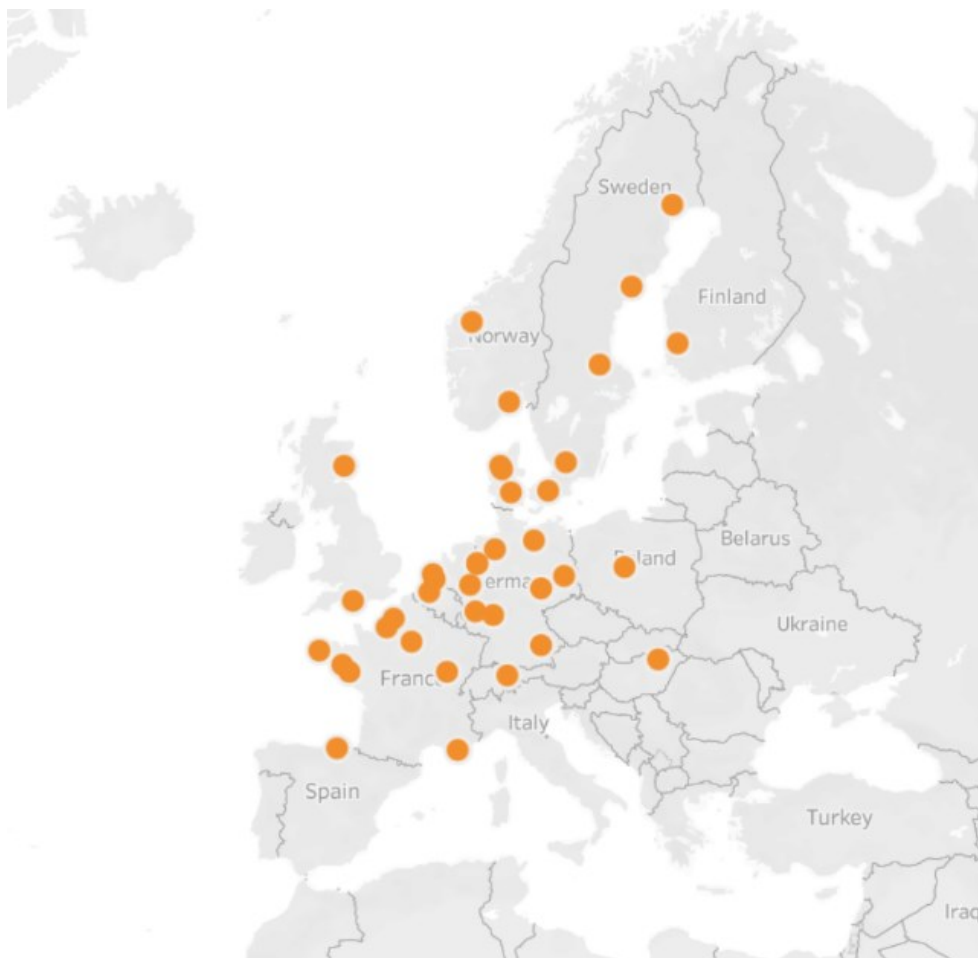 Sweden
Finland
Norway
Belarus
Ukraine
France
Italy
Spain
Turkey